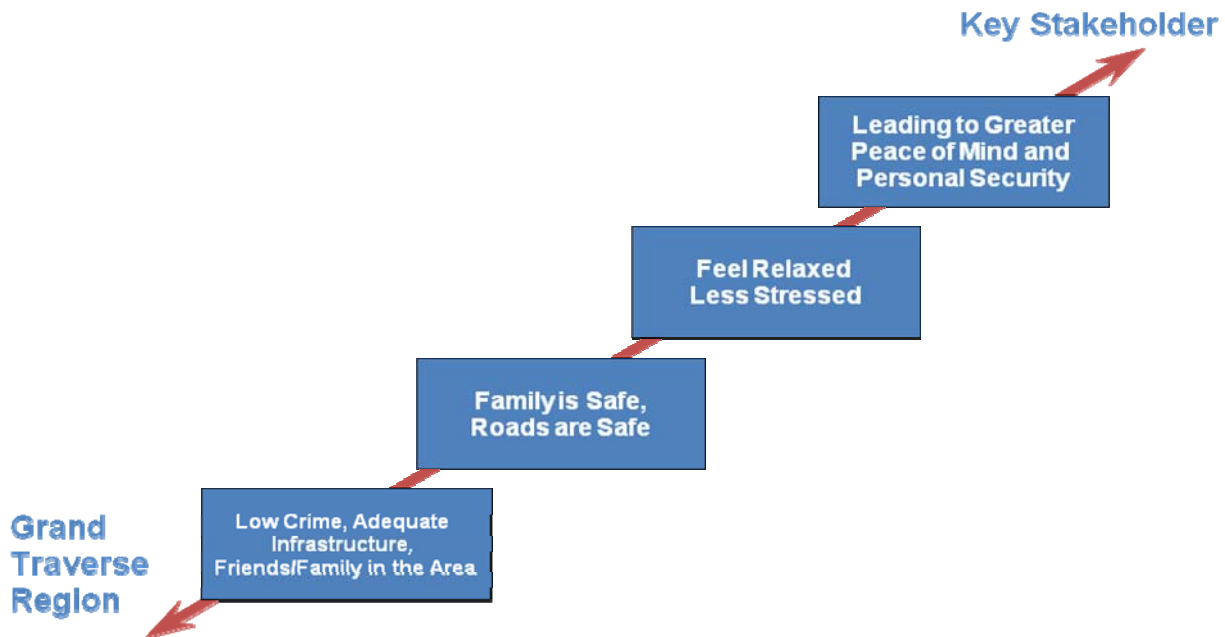 Key Stakeholder
Leading to Greater
Peace of Mind and
Personal Security
Feel Relaxed
Less Stressed
Family is Safe,
Roads are Safe
Low Crime, Adequate
Infrastructure,
Friends/Family in the Area
Grand
Traverse
Region